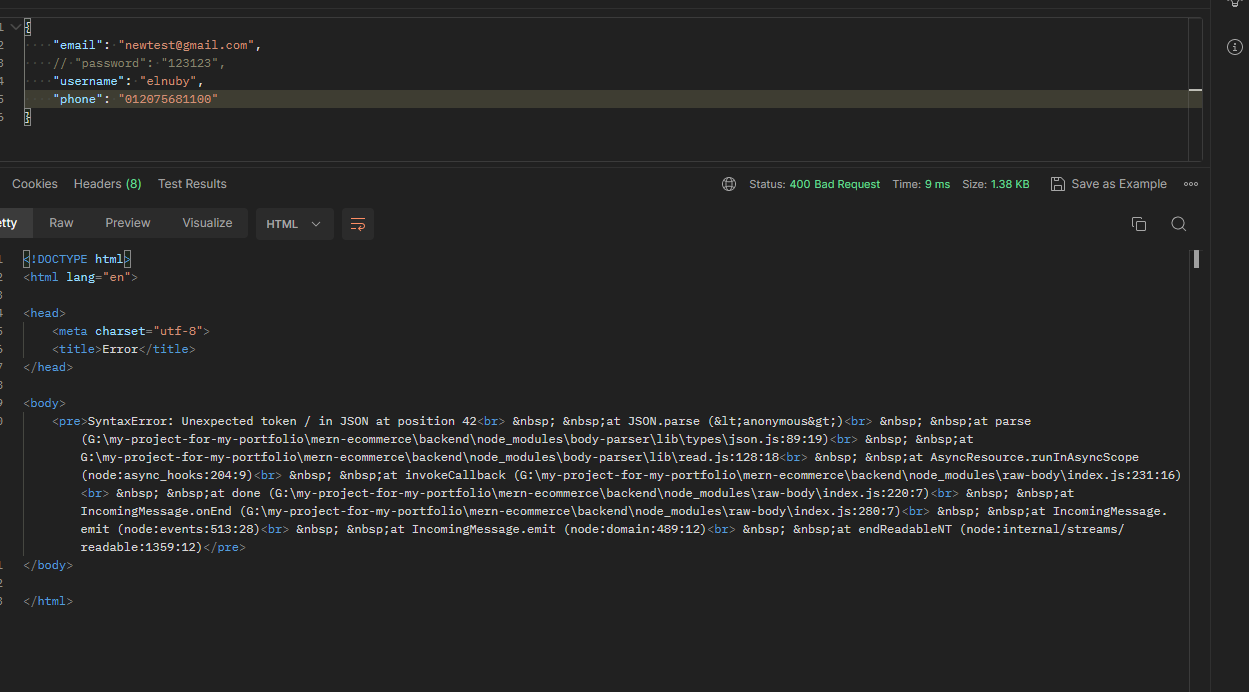 1 {
2 "email": "newtest@gmail.com",
3 // "password": "123123",
4 "username": "elnuby",
5 "phone": "012075681100"
6 }
Cookies Headers (8) Test Results Status: 400 Bad Request Time: 9 ms Size: 1.38 KB Save as Example
etty Raw Preview Visualize HTML
1 <!DOCTYPE html>
2 <html lang="en">
3
4 <head>
5 <meta charset="utf-8">
6 <title>Error</title>
7 </head>
8
9 <body>
0 <pre>SyntaxError: Unexpected token / in JSON at position 42<br> &nbsp; &nbsp;at JSON.parse (&lt;anonymous&gt;)<br> &nbsp; &nbsp;at parse
(G:\my-project-for-my-portfolio\mern-ecommerce\backend\node_modules\body-parser\lib\types\json.js:89:19)<br> &nbsp; &nbsp;at
G:\my-project-for-my-portfolio\mern-ecommerce\backend\node_modules\body-parser\lib\read.js:128:18<br> &nbsp; &nbsp;at AsyncResource.runInAsyncScope
(node:async_hooks:204:9)<br> &nbsp; &nbsp;at invokeCallback (G:\my-project-for-my-portfolio\mern-ecommerce\backend\node_modules\raw-body\index.js:231:16)
<br> &nbsp; &nbsp;at done (G:\my-project-for-my-portfolio\mern-ecommerce\backend\node_modules\raw-body\index.js:220:7)<br> &nbsp; &nbsp;at
IncomingMessage.onEnd (G:\my-project-for-my-portfolio\mern-ecommerce\backend\node_modules\raw-body\index.js:280:7)<br> &nbsp; &nbsp;at IncomingMessage.
emit (node:events:513:28)<br> &nbsp; &nbsp;at IncomingMessage.emit (node:domain:489:12)<br> &nbsp; &nbsp;at endReadableNT (node:internal/streams/
readable:1359:12)</pre>
1 </body>
2
3 </html>